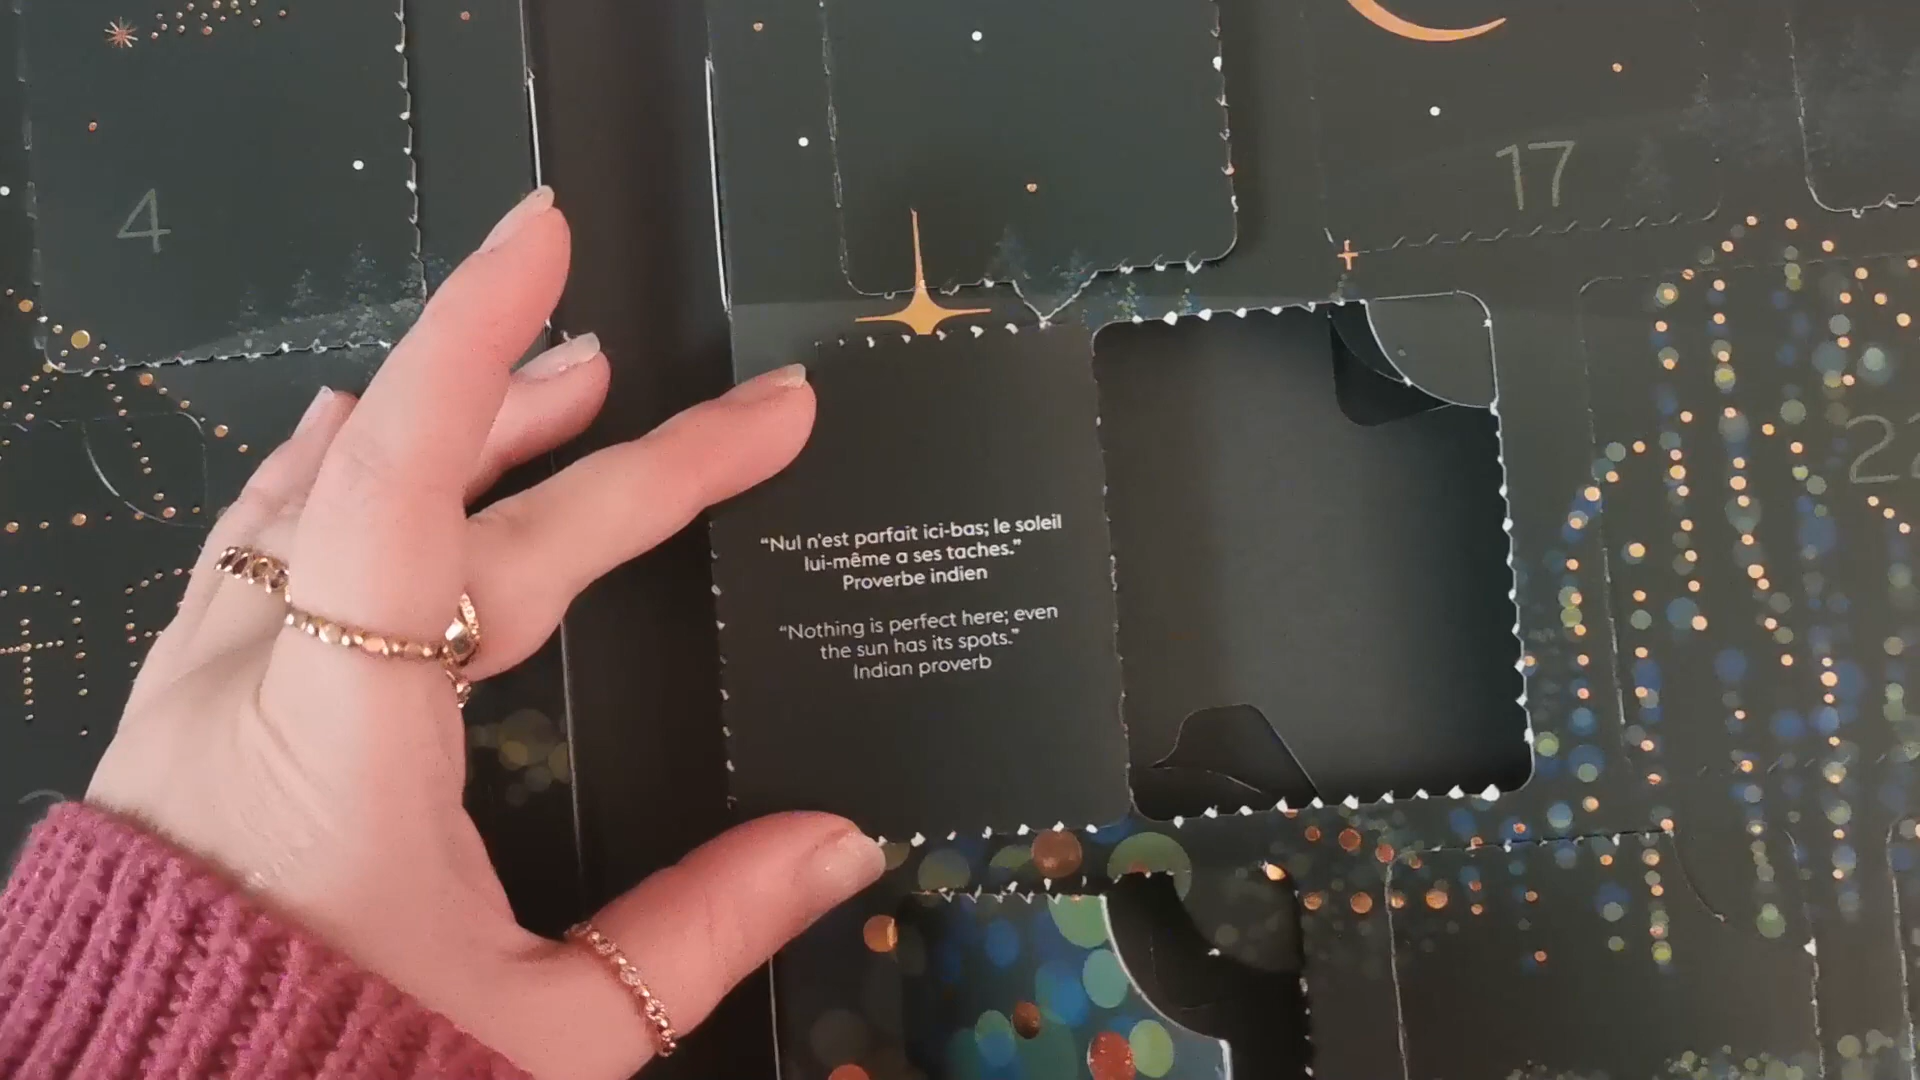 4
17
22
“Nul n'est parfait ici-bas; le soleil
lui-même a ses taches.”
Proverbe indien
“Nothing is perfect here; even
the sun has its spots.”
Indian proverb